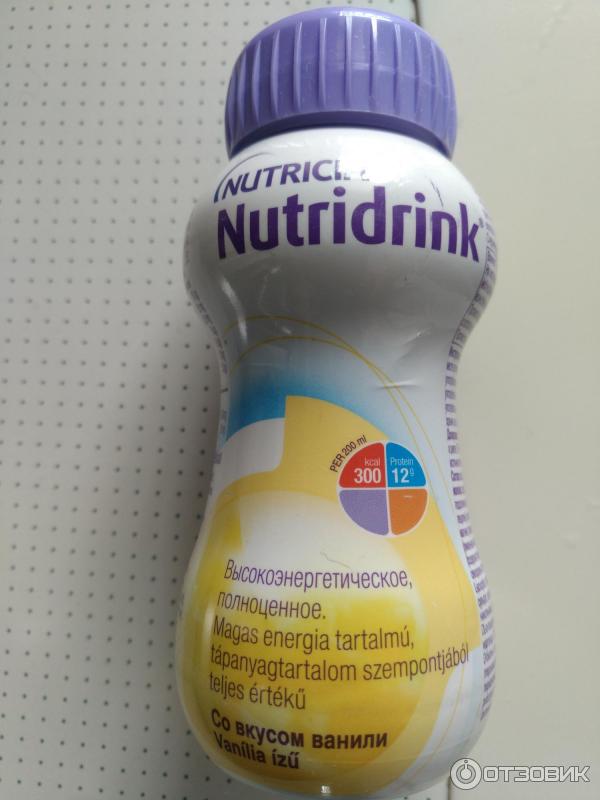 NUTRICIA
Nutridrink®
PER 200 ml
kcal
300
Protein
12 g
Высокоэнергетическое,
полноценное.
Magas energia tartalmú,
tápanyagtartalom szempontjából
teljes értékű
Со вкусом ванили
Vanília ízű
ОТЗОВИК